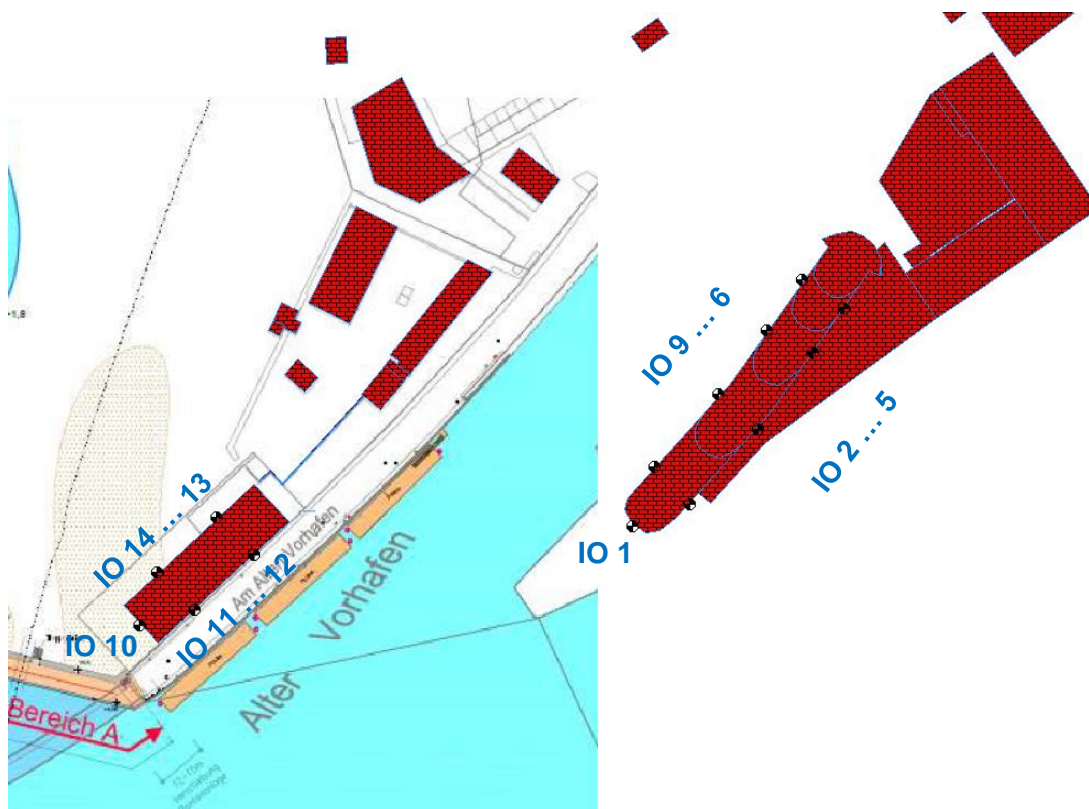 IO 9 ... 6
IO 2 ... 5
IO 14 ... 13
Am Alten Vorhafen
IO 1
IO 11 ... 12
IO 10
Alter Vorhafen
Bereich A